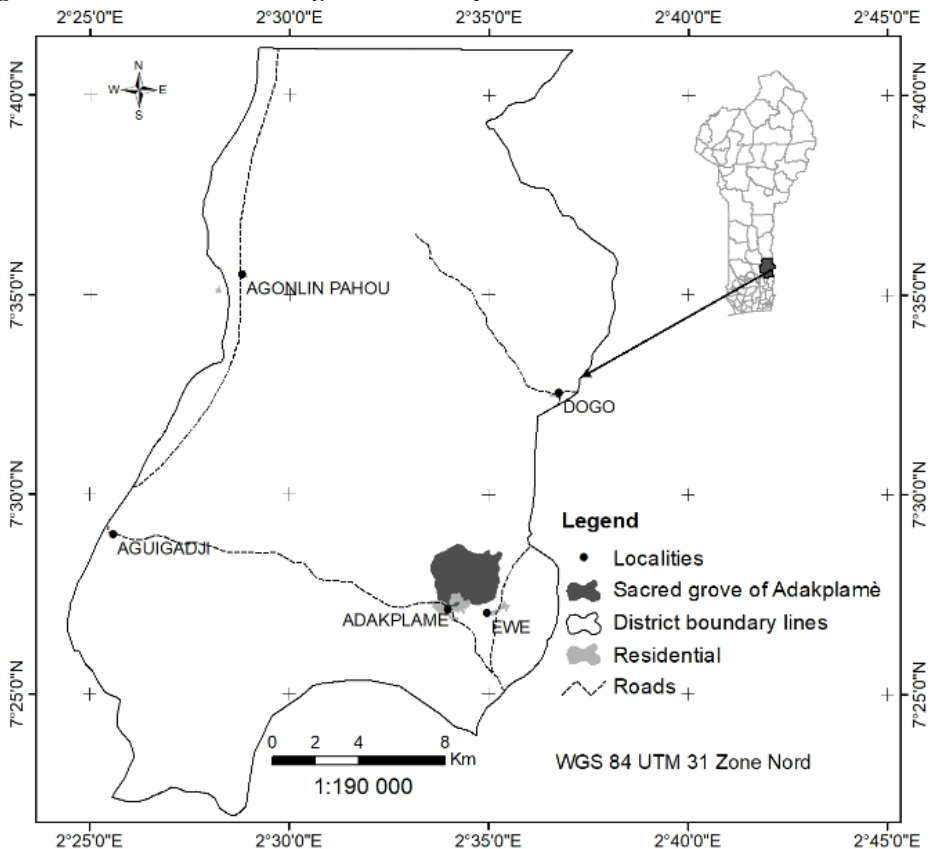 2°25'0"E 2°30'0"E 2°35'0"E 2°40'0"E 2°45'0"E
N
W E
S
7°40'0"N 7°40'0"N
7°35'0"N 7°35'0"N
AGONLIN PAHOU
DOGO
7°30'0"N 7°30'0"N
AGUIGADJI
ADAKPLAME
EWE
Legend
Localities
Sacred grove of Adakplamè
District boundary lines
Residential
Roads
7°25'0"N 7°25'0"N
0 2 4 8
Km
1:190 000
WGS 84 UTM 31 Zone Nord
2°25'0"E 2°30'0"E 2°35'0"E 2°40'0"E 2°45'0"E